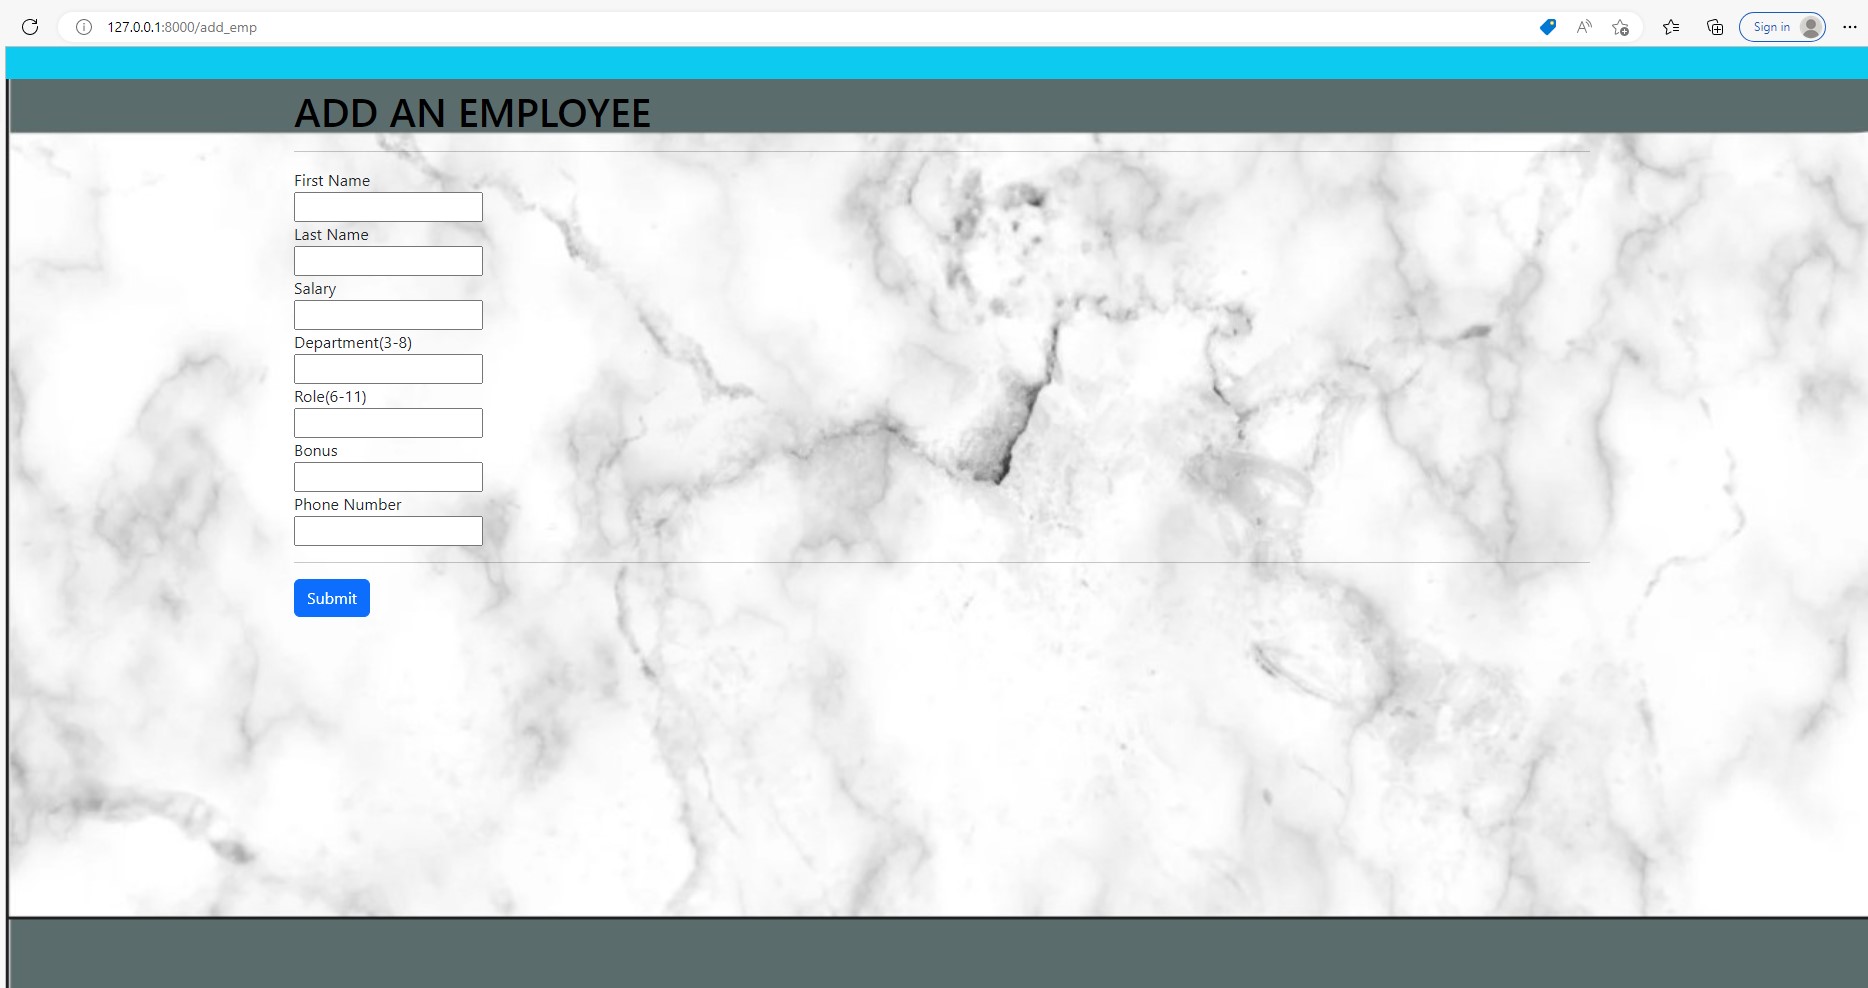 127.0.0.1:8000/add_emp
Sign in
ADD AN EMPLOYEE
First Name
Last Name
Salary
Department(3-8)
Role(6-11)
Bonus
Phone Number
Submit